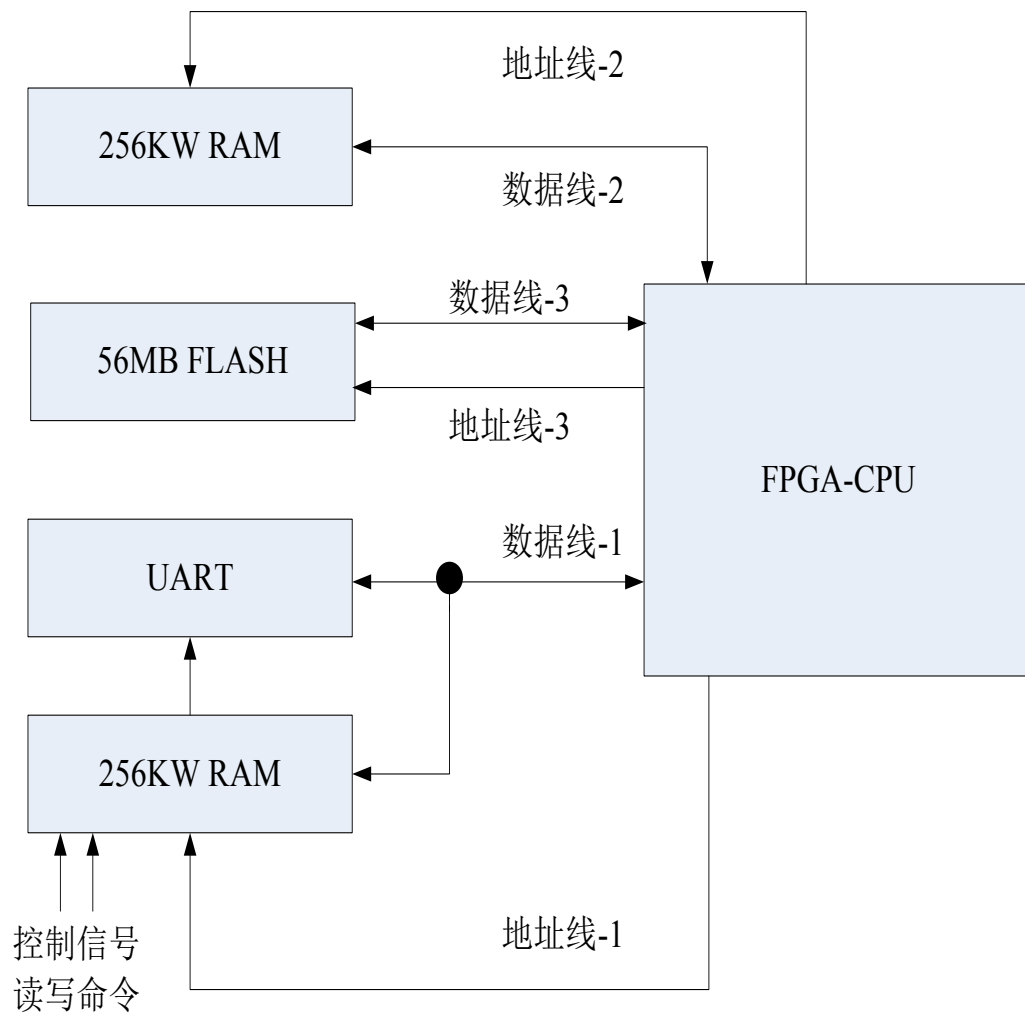 地址线-2
256KW RAM
数据线-2
数据线-3
56MB FLASH
地址线-3
FPGA-CPU
数据线-1
UART
256KW RAM
地址线-1
控制信号
读写命令